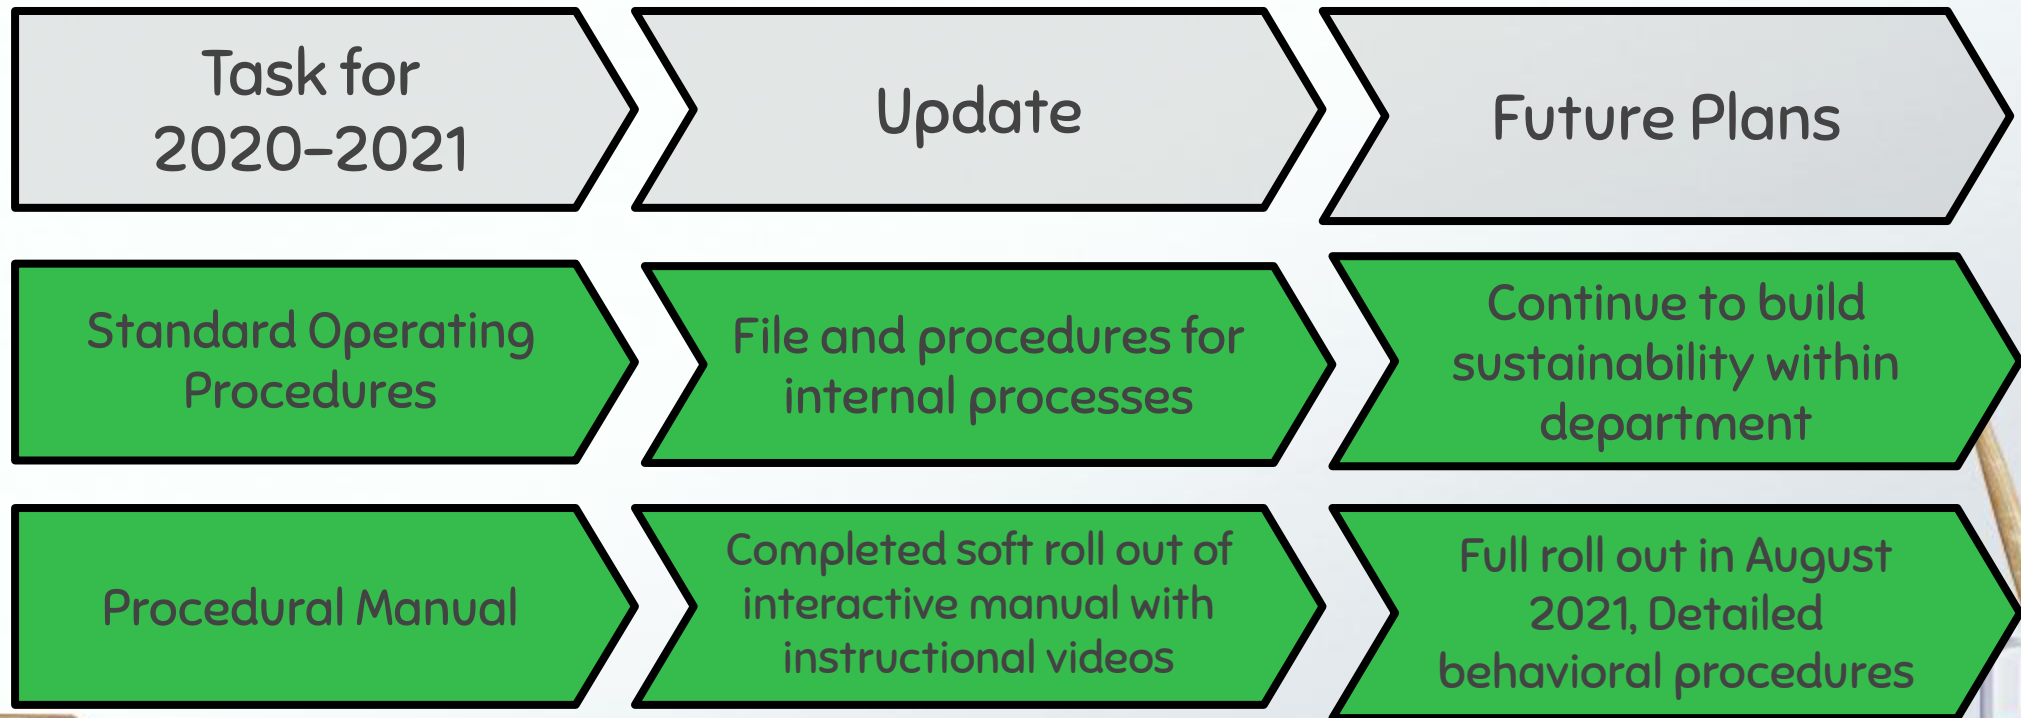 Task for
2020-2021
Update
Future Plans
Standard Operating
Procedures
File and procedures for
internal processes
Continue to build
sustainability within
department
Procedural Manual
Completed soft roll out of
interactive manual with
instructional videos
Full roll out in August
2021, Detailed
behavioral procedures